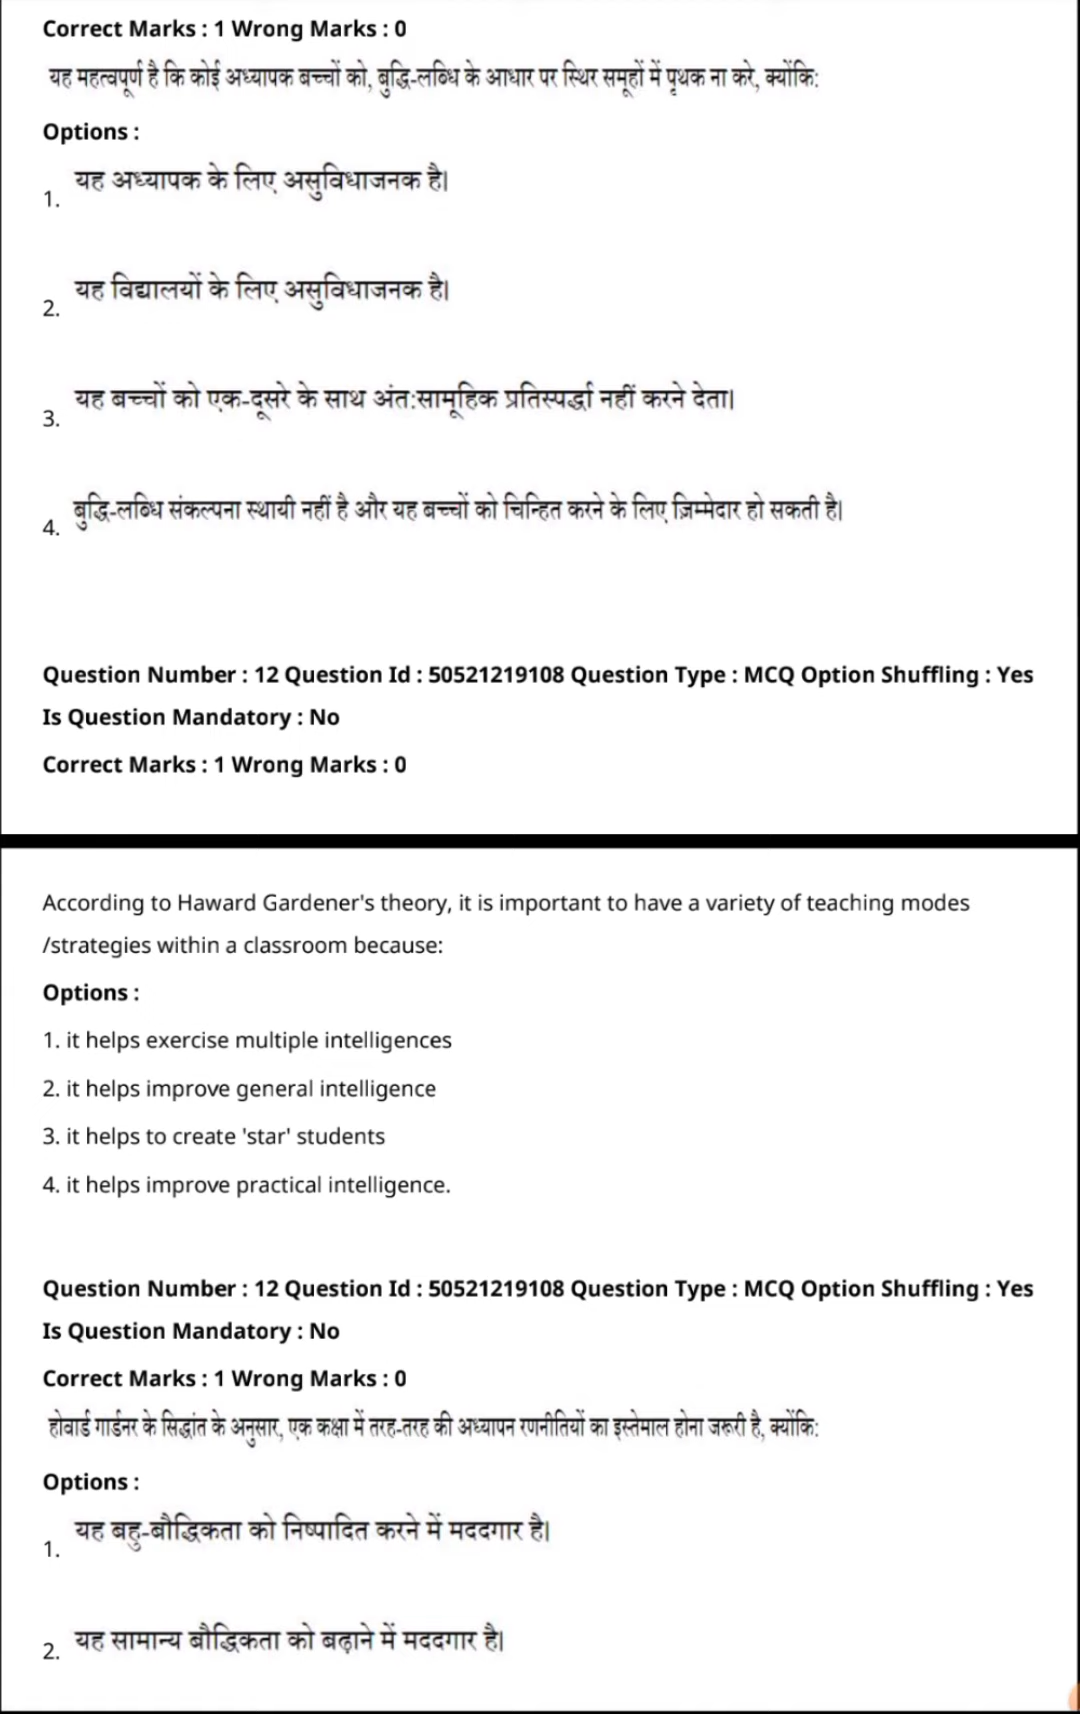 Correct Marks : 1 Wrong Marks : 0
यह महत्वपूर्ण है कि कोई अध्यापक बच्चों को, बुद्धि-लब्धि के आधार पर स्थिर समूहों में पृथक ना करे, क्योंकि:
Options :
1. यह अध्यापक के लिए असुविधाजनक है।
2. यह विद्यालयों के लिए असुविधाजनक है।
3. यह बच्चों को एक-दूसरे के साथ अंत:सामूहिक प्रतिस्पर्द्धा नहीं करने देता।
4. बुद्धि-लब्धि संकल्पना स्थायी नहीं है और यह बच्चों को चिन्हित करने के लिए ज़िम्मेदार हो सकती है।
Question Number : 12 Question Id : 50521219108 Question Type : MCQ Option Shuffling : Yes
Is Question Mandatory : No
Correct Marks : 1 Wrong Marks : 0
According to Haward Gardener's theory, it is important to have a variety of teaching modes
/strategies within a classroom because:
Options :
1. it helps exercise multiple intelligences
2. it helps improve general intelligence
3. it helps to create 'star' students
4. it helps improve practical intelligence.
Question Number : 12 Question Id : 50521219108 Question Type : MCQ Option Shuffling : Yes
Is Question Mandatory : No
Correct Marks : 1 Wrong Marks : 0
होवार्ड गार्डनर के सिद्धांत के अनुसार, एक कक्षा में तरह-तरह की अध्यापन रणनीतियों का इस्तेमाल होना जरूरी है, क्योंकि:
Options :
1. यह बहु-बौद्धिकता को निष्पादित करने में मददगार है।
2. यह सामान्य बौद्धिकता को बढ़ाने में मददगार है।